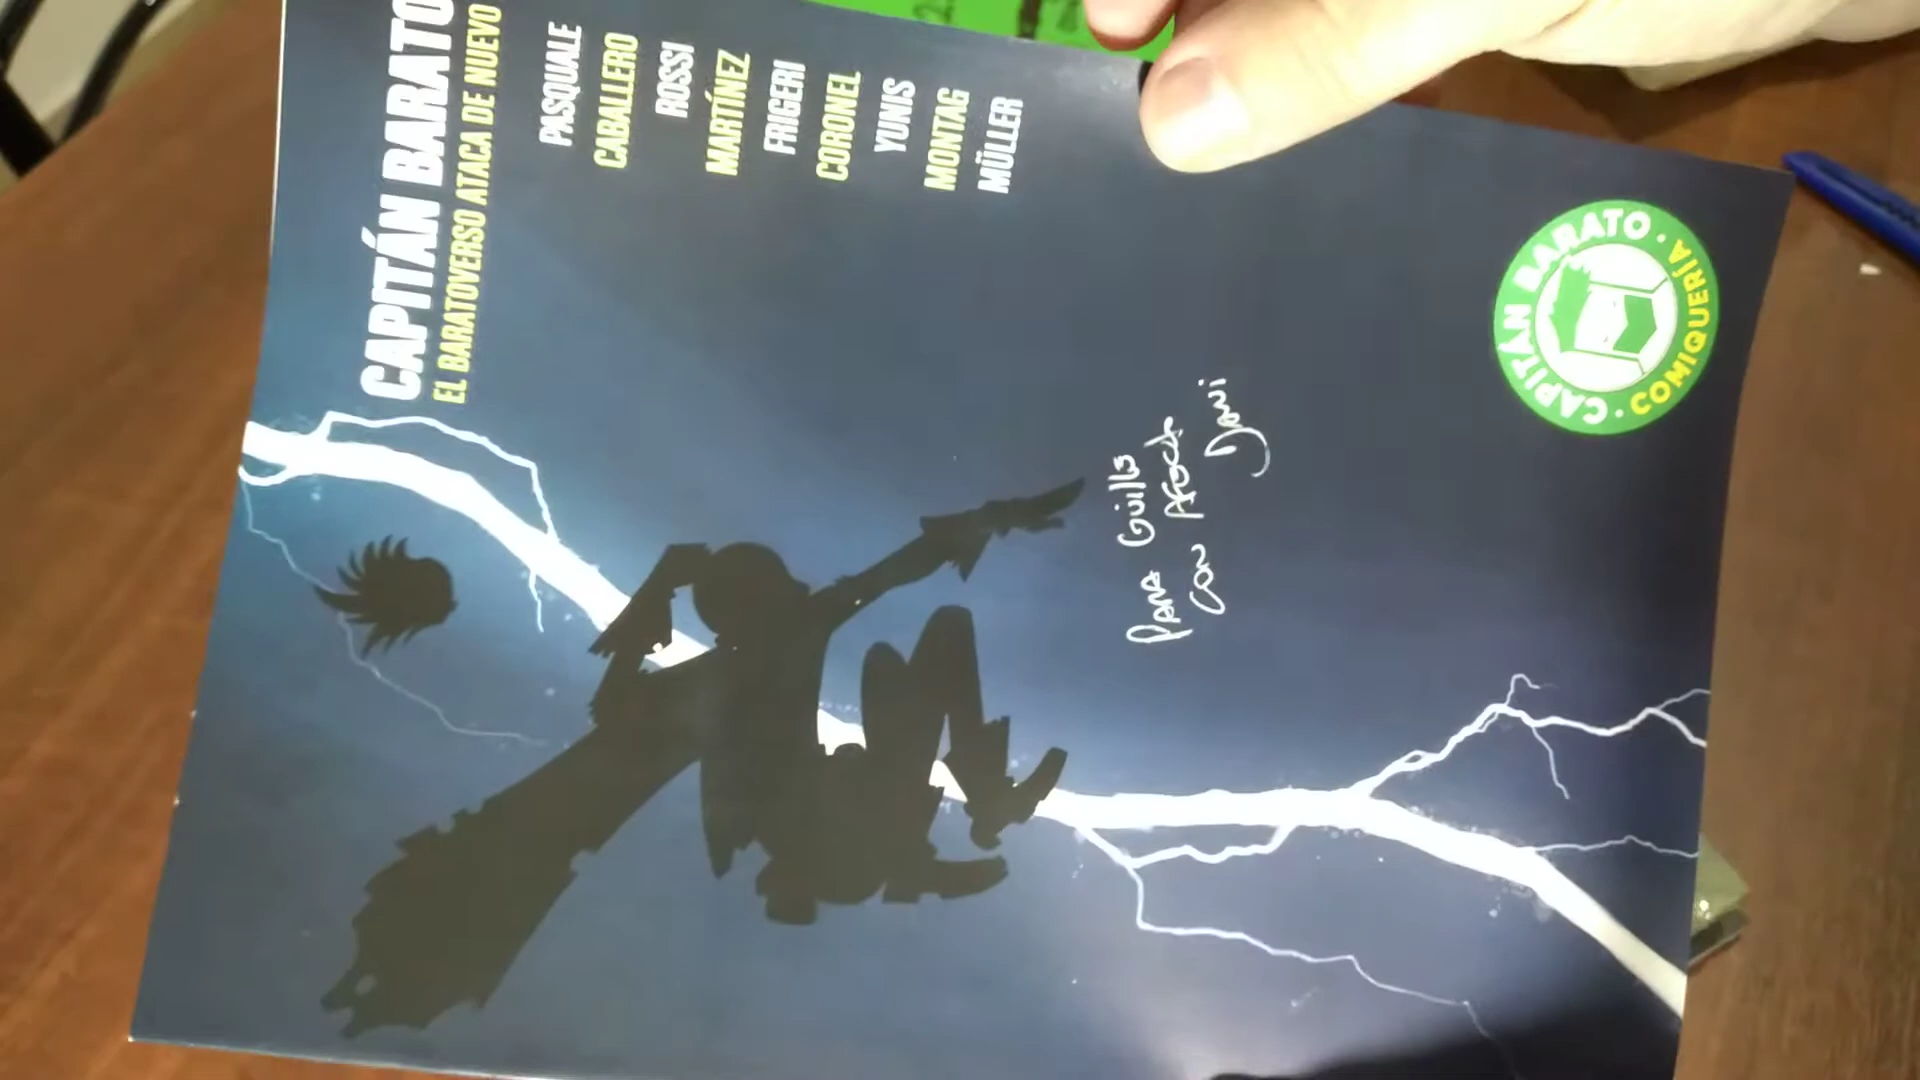 CAPITÁN BARATO
EL BARATOVERSO ATACA DE NUEVO
PASQUALE
CABALLERO
ROSSI
MARTÍNEZ
FRIGERI
CORONEL
YUNIS
MONTAG
MÜLLER
PARA Guille
CON AFecto
DANi
CAPITÁN BARATO · COMIQUERÍA ·